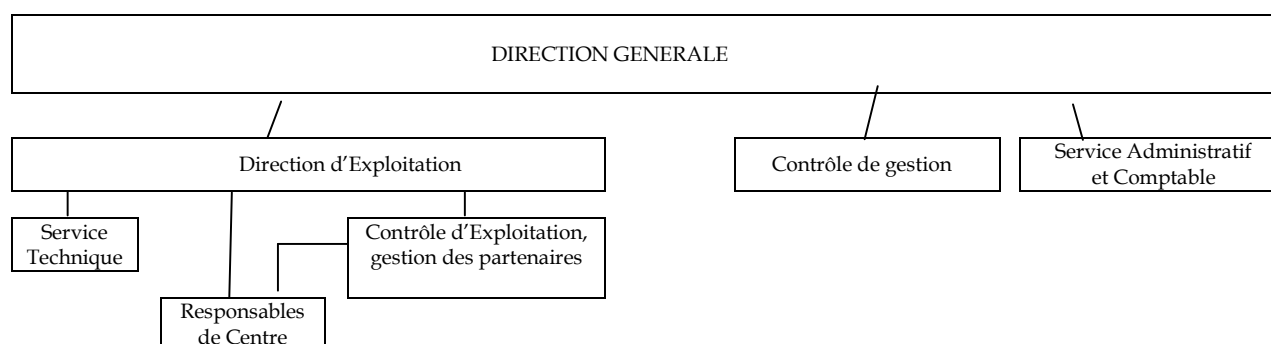 DIRECTION GENERALE
Direction d'Exploitation
Contrôle de gestion
Service Administratif
et Comptable
Service
Technique
Contrôle d'Exploitation,
gestion des partenaires
Responsables
de Centre